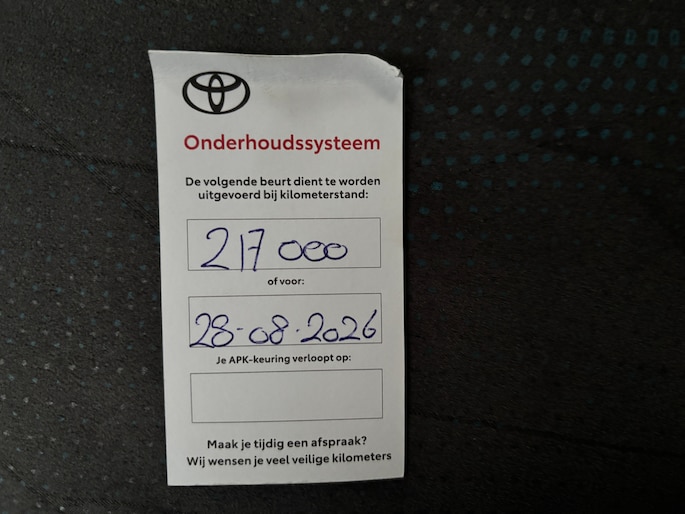 Onderhoudssysteem
De volgende beurt dient te worden
uitgevoerd bij kilometerstand:
217 000
of voor:
28-08-2026
Je APK-keuring verloopt op:
Maak je tijdig een afspraak?
Wij wensen je veel veilige kilometers